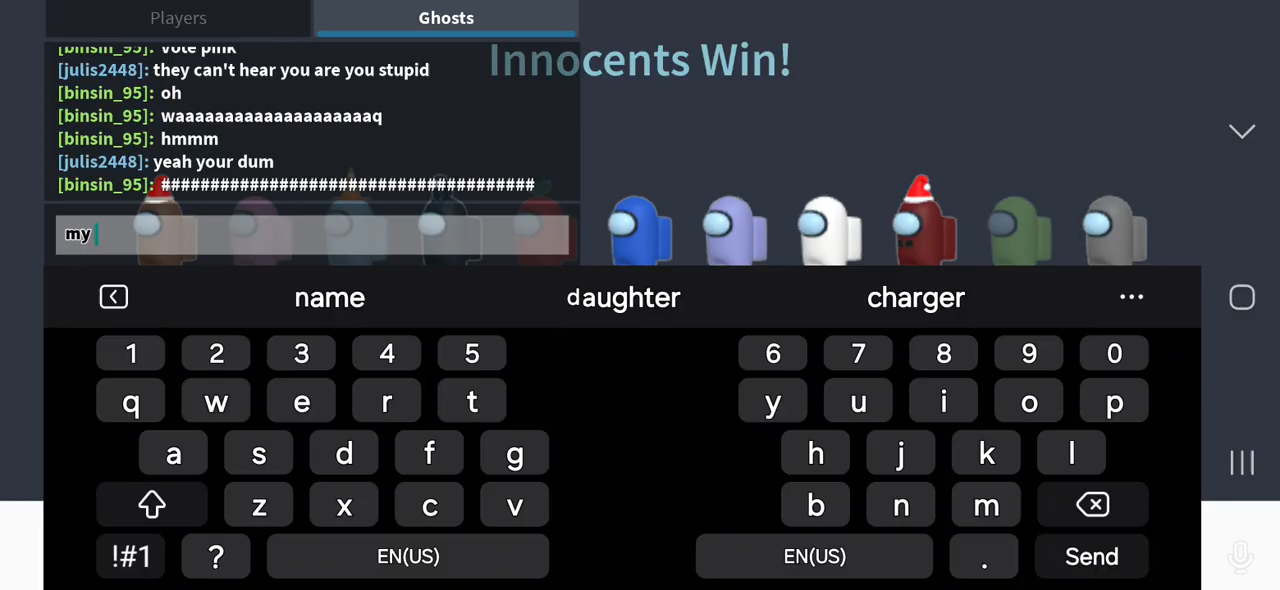 Players
Ghosts
Innocents Win!
[binsin_95]: vote pink
[julis2448]: they can't hear you are you stupid
[binsin_95]: oh
[binsin_95]: waaaaaaaaaaaaaaaaaaaq
[binsin_95]: hmmm
[julis2448]: yeah your dum
[binsin_95]: ####################################
my
name daughter charger ...
1 2 3 4 5 6 7 8 9 0
q w e r t y u i o p
a s d f g h j k l
z x c v b n m
!#1 ? EN(US) EN(US) . Send